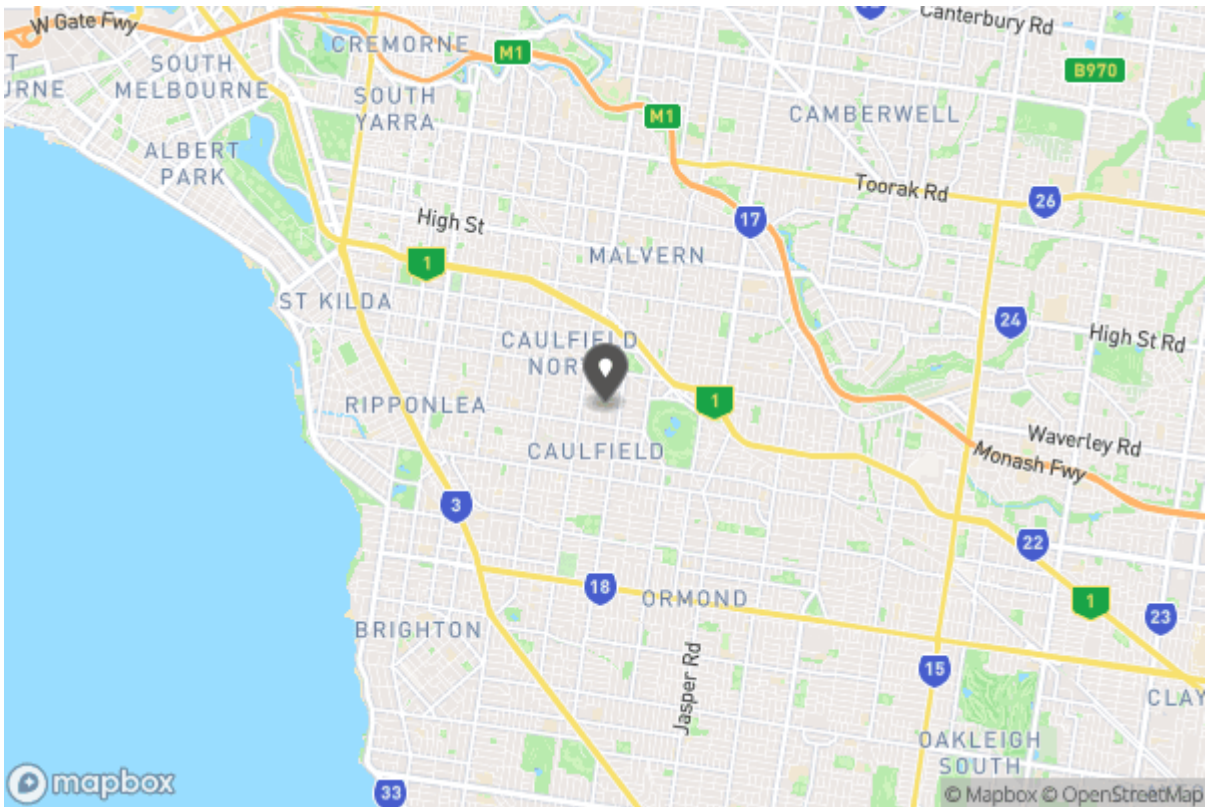 W Gate Fwy
CREMORNE
M1
Canterbury Rd
B970
SOUTH
MELBOURNE
SOUTH
YARRA
M1
CAMBERWELL
ALBERT
PARK
Toorak Rd
26
High St
17
1
MALVERN
ST KILDA
24
High St Rd
CAULFIELD
RIPPONLEA
1
CAULFIELD
Waverley Rd
Monash Fwy
3
22
18
ORMOND
1
23
BRIGHTON
Jasper Rd
15
CLAY
OAKLEIGH
SOUTH
33
mapbox
© Mapbox © OpenStreetMap